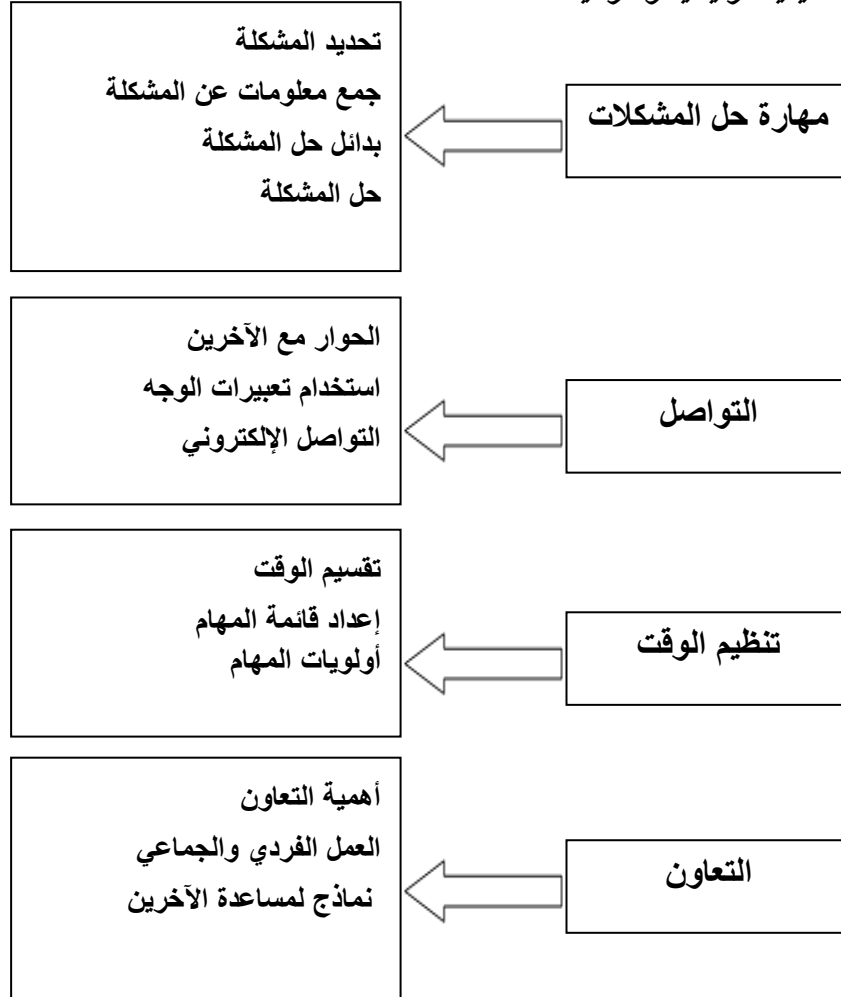 مهارة حل المشكلات
تحديد المشكلة
جمع معلومات عن المشكلة
بدائل حل المشكلة
حل المشكلة
التواصل
الحوار مع الآخرين
استخدام تعبيرات الوجه
التواصل الإلكتروني
تنظيم الوقت
تقسيم الوقت
إعداد قائمة المهام
أولويات المهام
التعاون
أهمية التعاون
العمل الفردي والجماعي
نماذج لمساعدة الآخرين